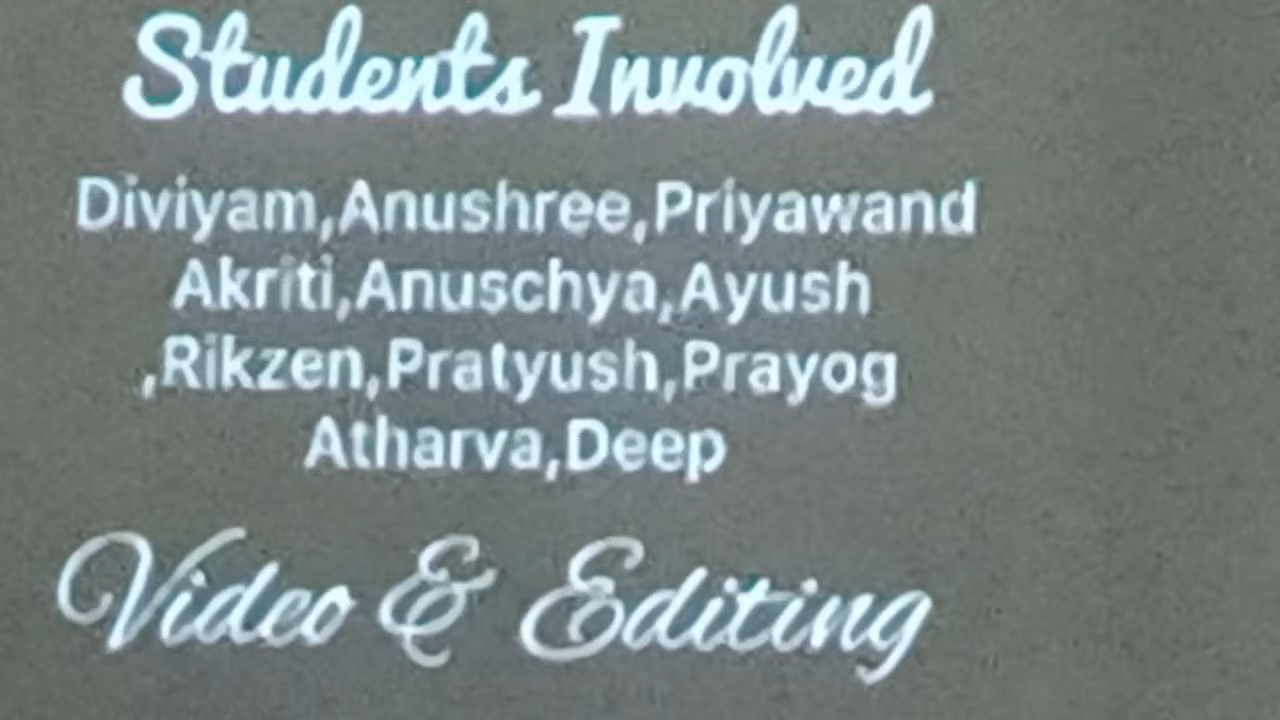 Students Involved
Diviyam,Anushree,Priyawand
Akriti,Anuschya,Ayush
,Rikzen,Pratyush,Prayog
Atharva,Deep
Video & Editing